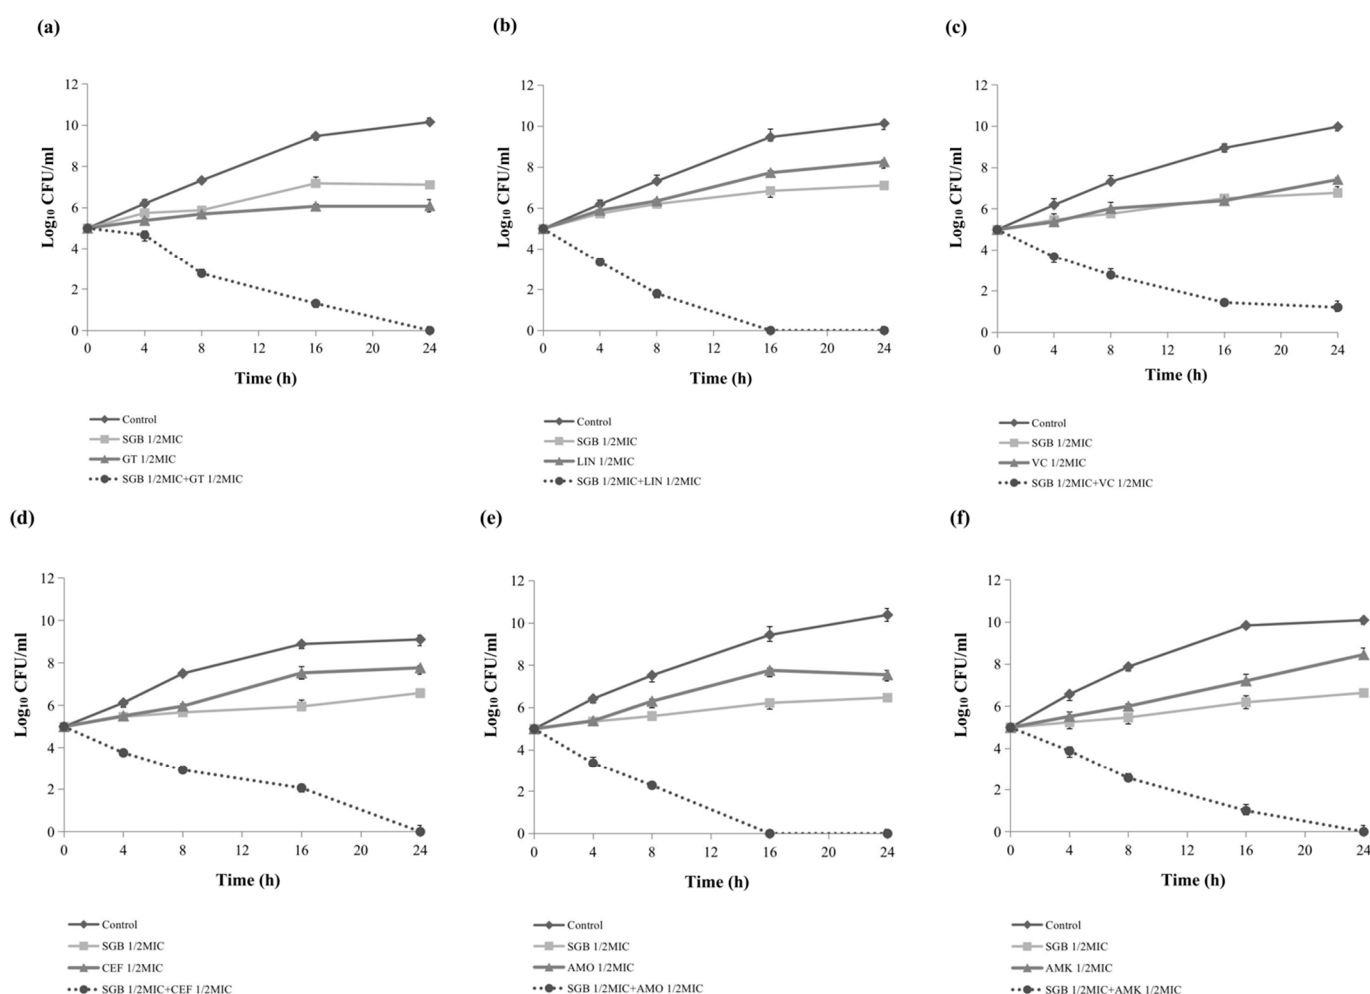 (a)
(b)
(c)
Log₁₀ CFU/ml
12
10
8
6
4
2
0
0 4 8 12 16 20 24
Time (h)
Control
SGB 1/2MIC
GT 1/2MIC
SGB 1/2MIC+GT 1/2MIC
Log₁₀ CFU/ml
12
10
8
6
4
2
0
0 4 8 12 16 20 24
Time (h)
Control
SGB 1/2MIC
LIN 1/2MIC
SGB 1/2MIC+LIN 1/2MIC
Log₁₀ CFU/ml
12
10
8
6
4
2
0
0 4 8 12 16 20 24
Time (h)
Control
SGB 1/2MIC
VC 1/2MIC
SGB 1/2MIC+VC 1/2MIC
(d)
(e)
(f)
Log₁₀ CFU/ml
12
10
8
6
4
2
0
0 4 8 12 16 20 24
Time (h)
Control
SGB 1/2MIC
CEF 1/2MIC
SGB 1/2MIC+CEF 1/2MIC
Log₁₀ CFU/ml
12
10
8
6
4
2
0
0 4 8 12 16 20 24
Time (h)
Control
SGB 1/2MIC
AMO 1/2MIC
SGB 1/2MIC+AMO 1/2MIC
Log₁₀ CFU/ml
12
10
8
6
4
2
0
0 4 8 12 16 20 24
Time (h)
Control
SGB 1/2MIC
AMK 1/2MIC
SGB 1/2MIC+AMK 1/2MIC